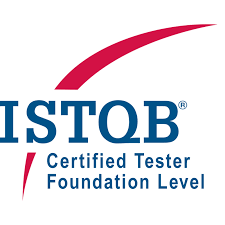 ISTQB®
Certified Tester
Foundation Level